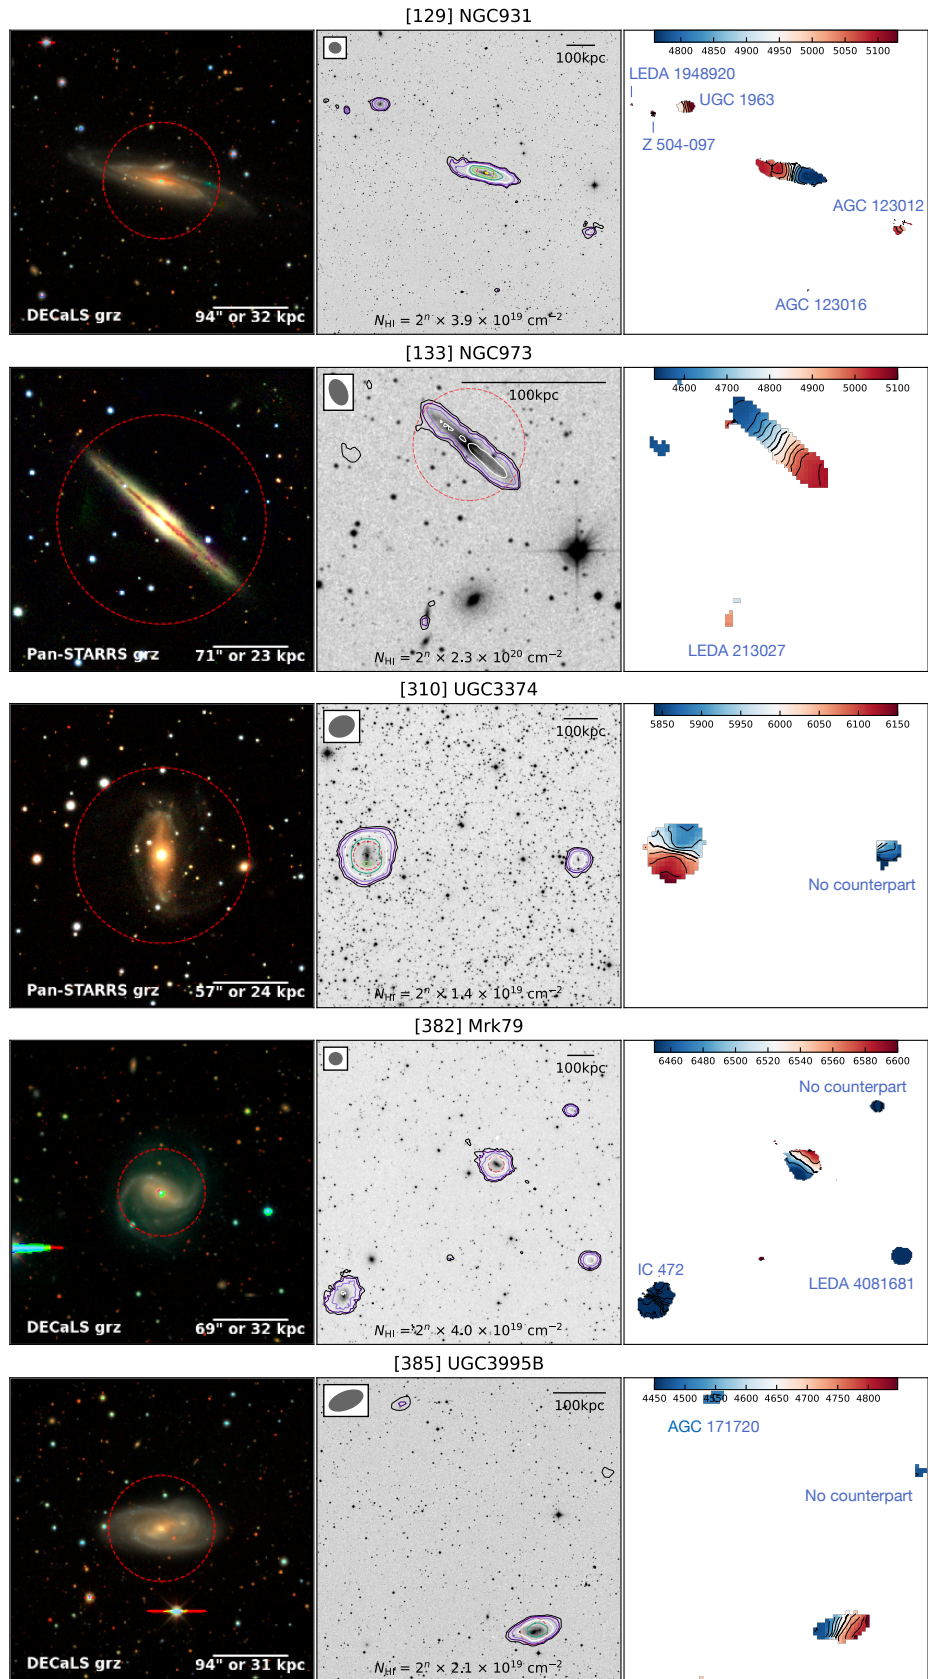 [129] NGC931
DECaLS grz
94" or 32 kpc
100kpc
N_HI = 2^n × 3.9 × 10^19 cm^−2
4800 4850 4900 4950 5000 5050 5100
LEDA 1948920
UGC 1963
Z 504-097
AGC 123012
AGC 123016
[133] NGC973
Pan-STARRS grz
71" or 23 kpc
100kpc
N_HI = 2^n × 2.3 × 10^20 cm^−2
4600 4700 4800 4900 5000 5100
LEDA 213027
[310] UGC3374
Pan-STARRS grz
57" or 24 kpc
100kpc
N_HI = 2^n × 1.4 × 10^19 cm^−2
5850 5900 5950 6000 6050 6100 6150
No counterpart
[382] Mrk79
DECaLS grz
69" or 32 kpc
100kpc
N_HI = 2^n × 4.0 × 10^19 cm^−2
6460 6480 6500 6520 6540 6560 6580 6600
No counterpart
IC 472
LEDA 4081681
[385] UGC3995B
DECaLS grz
94" or 31 kpc
100kpc
N_HI = 2^n × 2.1 × 10^19 cm^−2
4450 4500 4550 4600 4650 4700 4750 4800
AGC 171720
No counterpart